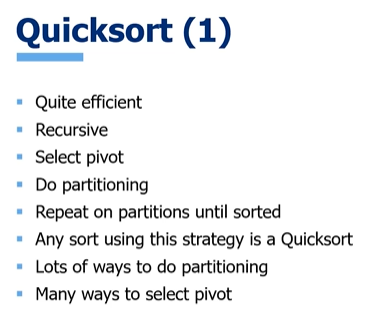 Quicksort (1)
Quite efficient
Recursive
Select pivot
Do partitioning
Repeat on partitions until sorted
Any sort using this strategy is a Quicksort
Lots of ways to do partitioning
Many ways to select pivot